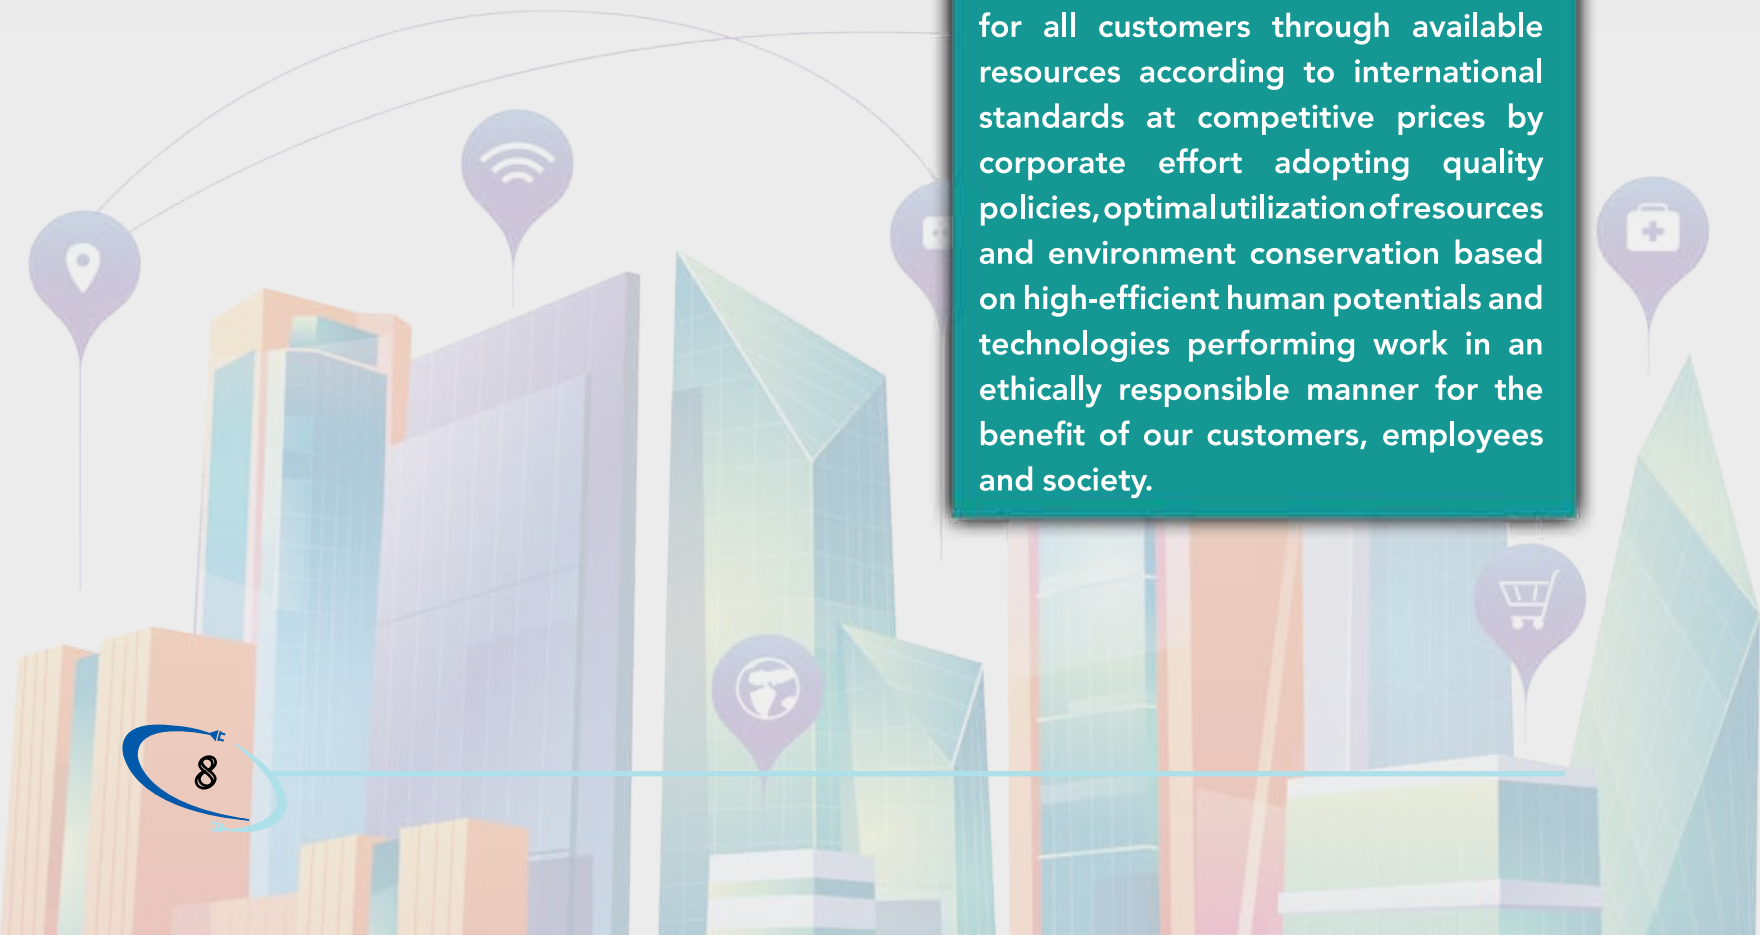 for all customers through available
resources according to international
standards at competitive prices by
corporate effort adopting quality
policies, optimal utilization of resources
and environment conservation based
on high-efficient human potentials and
technologies performing work in an
ethically responsible manner for the
benefit of our customers, employees
and society.
8